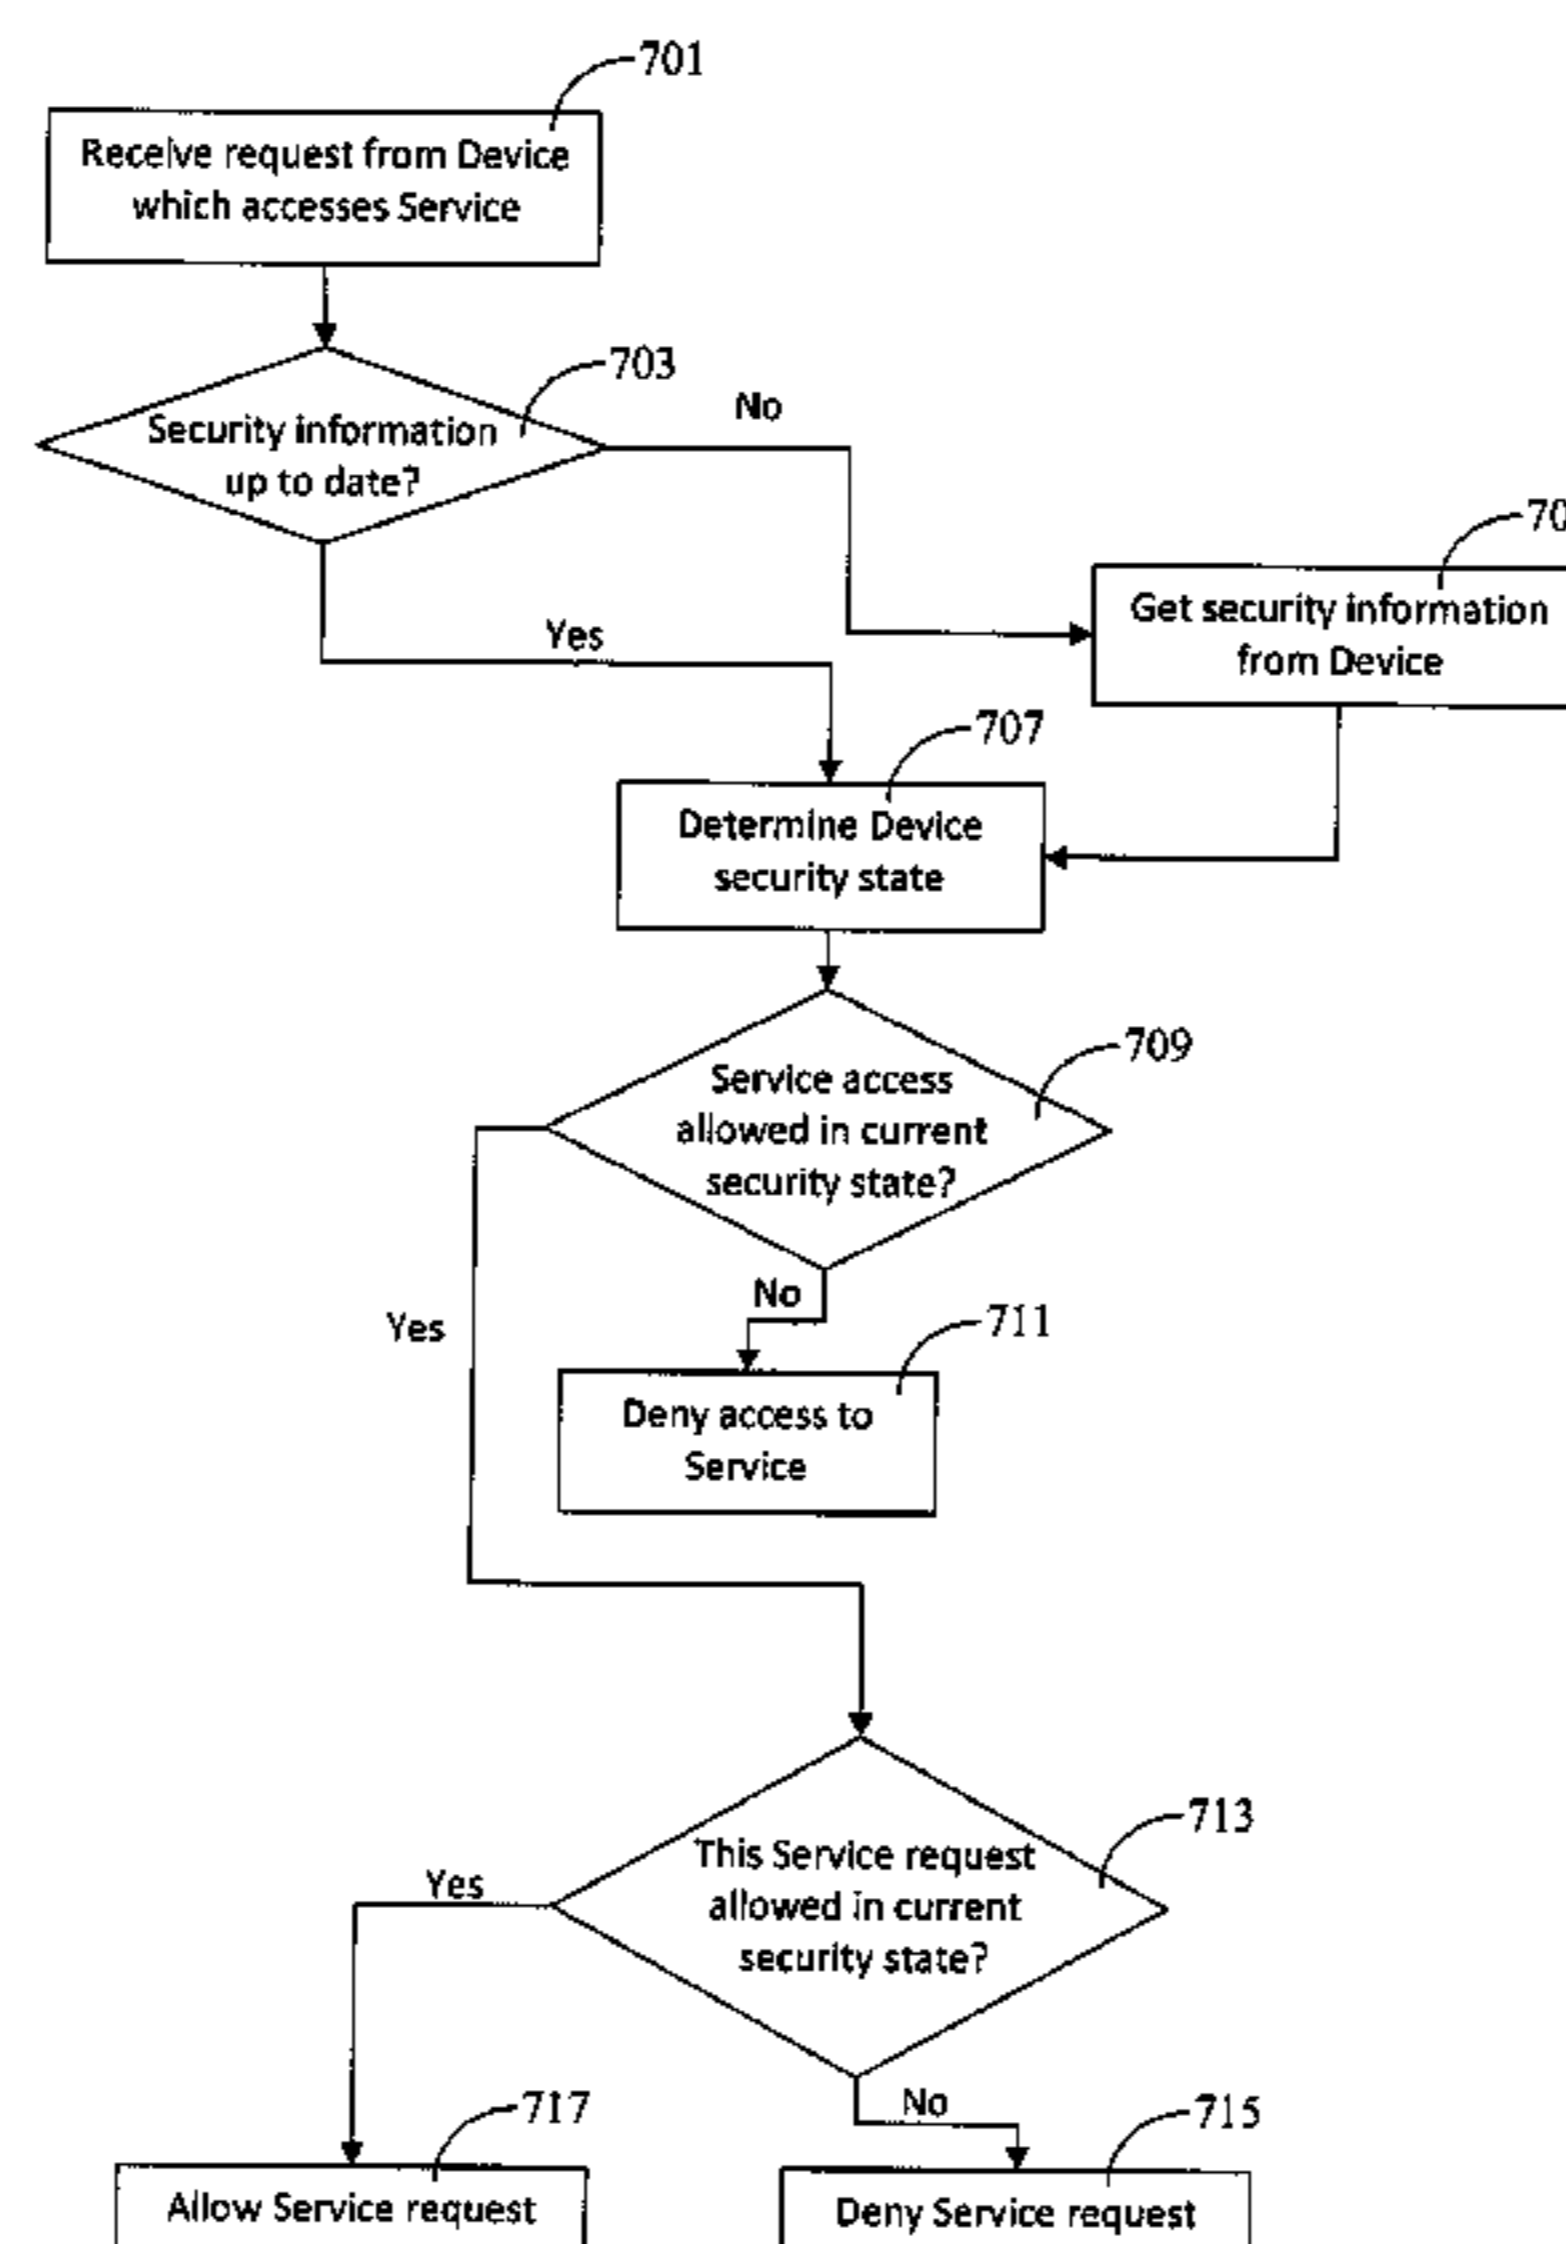 701
Receive request from Device
which accesses Service
703
Security information
up to date?
No
70
Get security information
from Device
Yes
707
Determine Device
security state
709
Service access
allowed in current
security state?
No
Yes
711
Deny access to
Service
713
This Service request
allowed in current
security state?
Yes
No
717
Allow Service request
715
Deny Service request